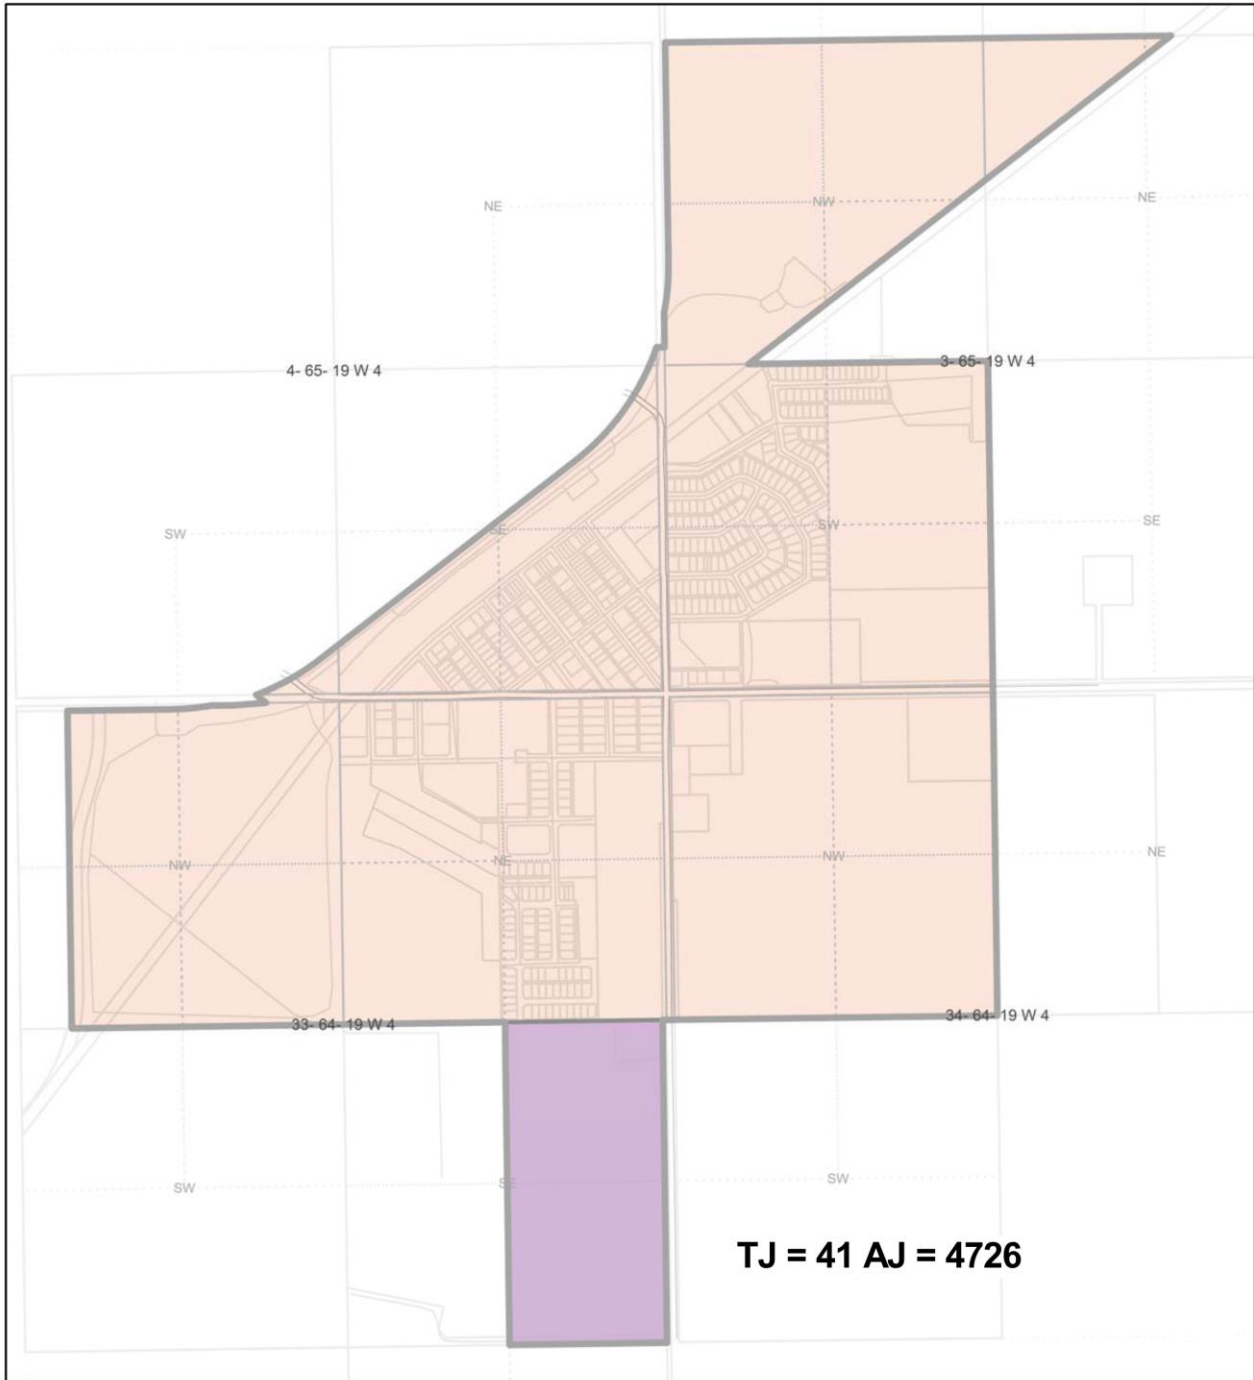 NE
NW
NE
4- 65- 19 W 4
3- 65- 19 W 4
SW
SE
SW
SE
NW
NE
NW
NE
33- 64- 19 W 4
34- 64- 19 W 4
SW
SE
SW
TJ = 41 AJ = 4726